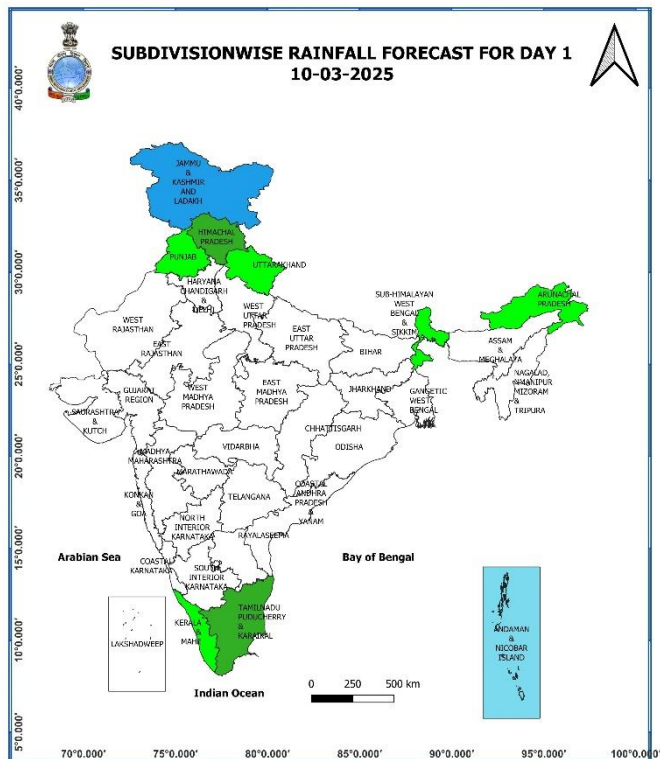 SUBDIVISIONWISE RAINFALL FORECAST FOR DAY 1
10-03-2025
40°0.000'
35°0.000'
30°0.000'
25°0.000'
20°0.000'
15°0.000'
10°0.000'
5°0.000'
JAMMU
&
KASHMIR
AND
LADAKH
HIMACHAL
PRADESH
PUNJAB
UTTARAKHAND
HARYANA
CHANDIGARH
&
DELHI
WEST
UTTAR
PRADESH
WEST
RAJASTHAN
EAST
RAJASTHAN
EAST
UTTAR
PRADESH
SUB-HIMALAYAN
WEST
BENGAL
&
SIKKIM
ARUNACHAL
PRADESH
ASSAM
&
MEGHALAYA
BIHAR
NAGALAD,
MANIPUR
MIZORAM
&
TRIPURA
GUJARAT
REGION
SAURASHTRA
&
KUTCH
WEST
MADHYA
PRADESH
EAST
MADHYA
PRADESH
JHARKHAND
GANGETIC
WEST
BENGAL
CHHATTISGARH
ODISHA
VIDARBHA
MADHYA
MAHARASHTRA
MARATHAWADA
KONKAN
&
GOA
TELANGANA
COASTAL
ANDHRA
PRADESH
&
YANAM
NORTH
INTERIOR
KARNATAKA
RAYALASEEMA
COASTAL
KARNATAKA
SOUTH
INTERIOR
KARNATAKA
Arabian Sea
Bay of Bengal
KERALA
&
MAHE
TAMILNADU
PUDUCHERRY
&
KARAIKAL
LAKSHADWEEP
ANDAMAN
&
NICOBAR
ISLAND
Indian Ocean
0 250 500 km
70°0.000' 75°0.000' 80°0.000' 85°0.000' 90°0.000' 95°0.000' 100°0.000'